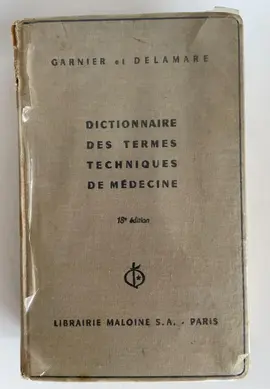 GARNIER et DELAMARE
DICTIONNAIRE
DES TERMES
TECHNIQUES
DE MÉDECINE
18e édition
LIBRAIRIE MALOINE S.A. - PARIS